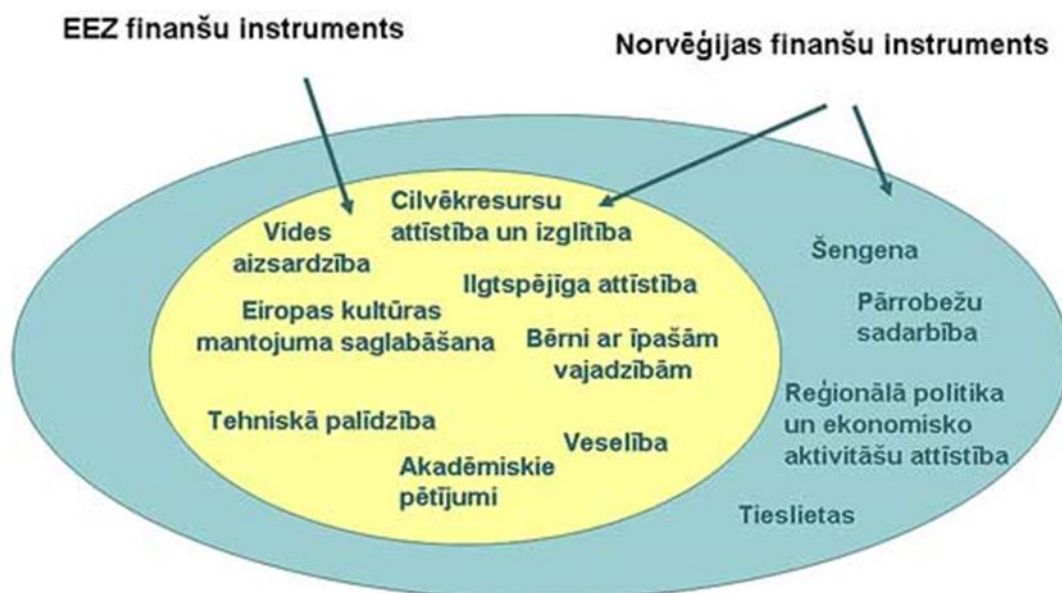 EEZ finanšu instruments
Norvēģijas finanšu instruments
Cilvēkresursu
attīstība un izglītība
Vides
aizsardzība
Ilgtspējīga attīstība
Eiropas kultūras
mantojuma saglabāšana
Bērni ar īpašām
vajadzībām
Tehniskā palīdzība
Veselība
Akadēmiskie
pētījumi
Šengena
Pārrobežu
sadarbība
Reģionālā politika
un ekonomisko
aktivitāšu attīstība
Tieslietas